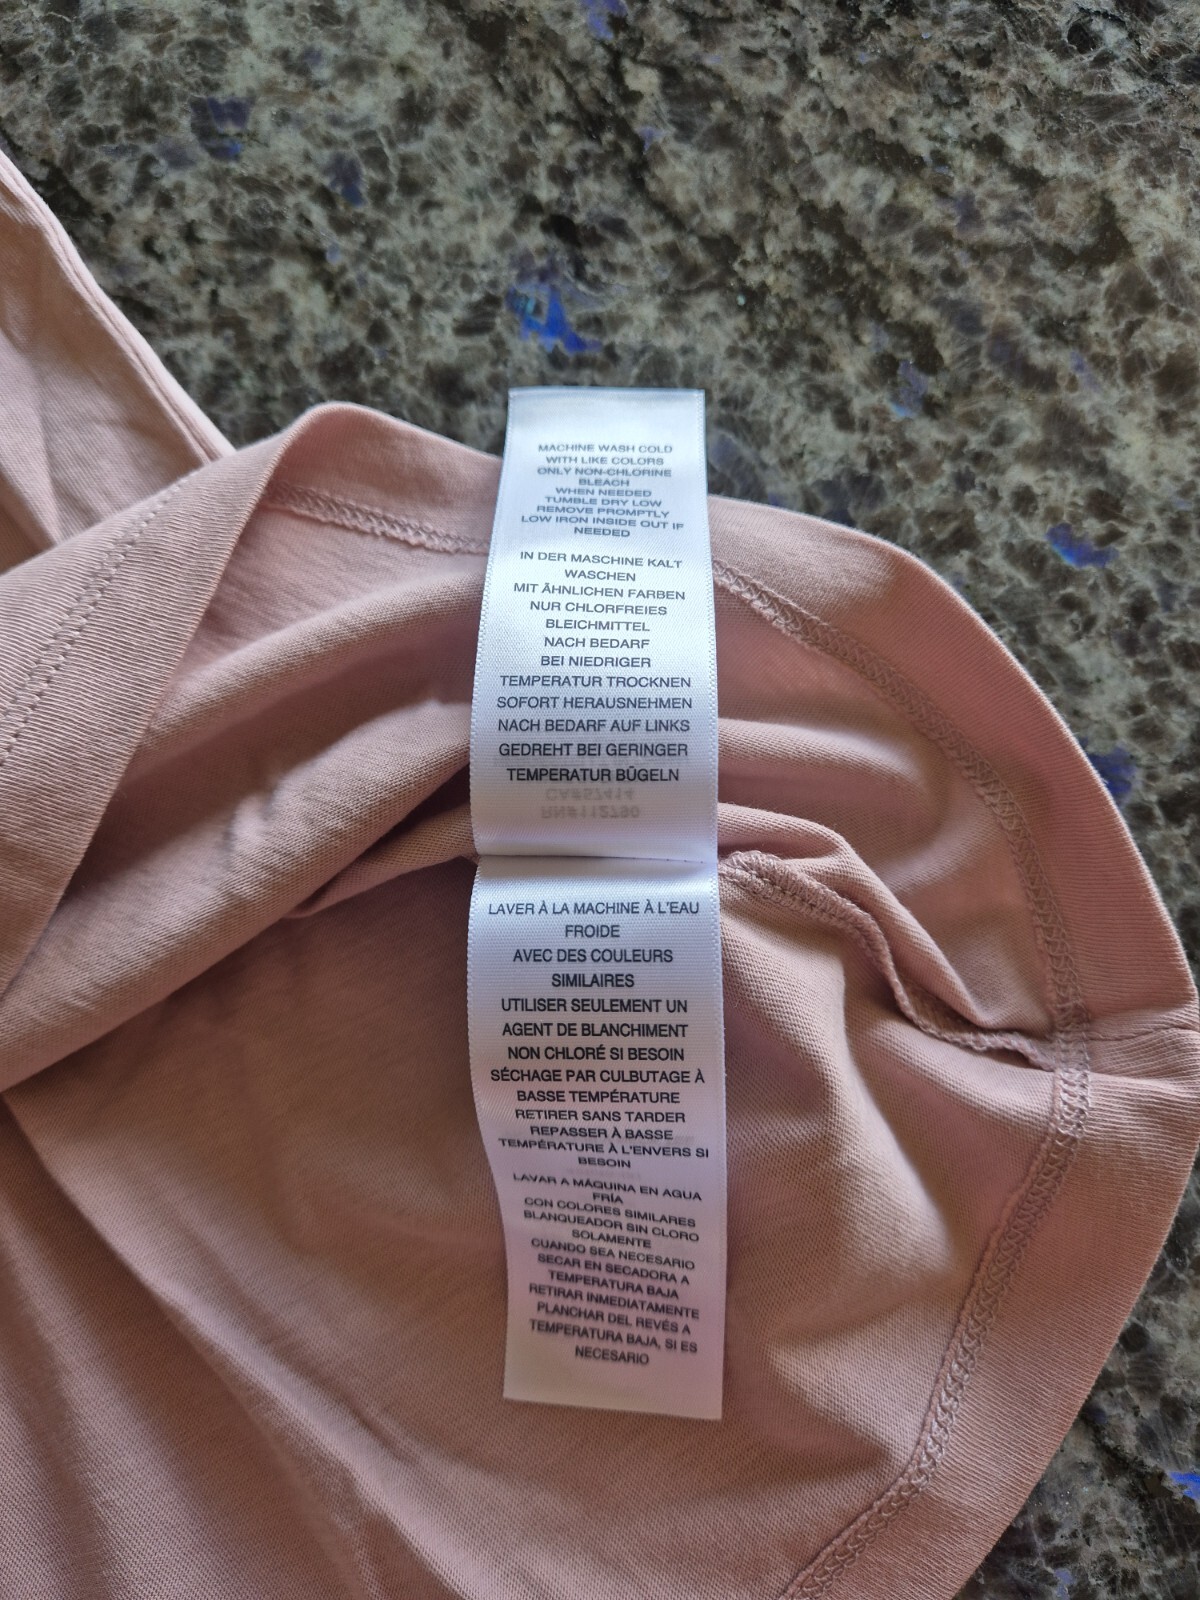 MACHINE WASH COLD
WITH LIKE COLORS
ONLY NON-CHLORINE
BLEACH
WHEN NEEDED
TUMBLE DRY LOW
REMOVE PROMPTLY
LOW IRON INSIDE OUT IF
NEEDED
IN DER MASCHINE KALT
WASCHEN
MIT ÄHNLICHEN FARBEN
NUR CHLORFREIES
BLEICHMITTEL
NACH BEDARF
BEI NIEDRIGER
TEMPERATUR TROCKNEN
SOFORT HERAUSNEHMEN
NACH BEDARF AUF LINKS
GEDREHT BEI GERINGER
TEMPERATUR BÜGELN
CA#57414
RN#112790
LAVER À LA MACHINE À L'EAU
FROIDE
AVEC DES COULEURS
SIMILAIRES
UTILISER SEULEMENT UN
AGENT DE BLANCHIMENT
NON CHLORÉ SI BESOIN
SÉCHAGE PAR CULBUTAGE À
BASSE TEMPÉRATURE
RETIRER SANS TARDER
REPASSER À BASSE
TEMPÉRATURE À L'ENVERS SI
BESOIN
LAVAR A MÁQUINA EN AGUA
FRÍA
CON COLORES SIMILARES
BLANQUEADOR SIN CLORO
SOLAMENTE
CUANDO SEA NECESARIO
SECAR EN SECADORA A
TEMPERATURA BAJA
RETIRAR INMEDIATAMENTE
PLANCHAR DEL REVÉS A
TEMPERATURA BAJA, SI ES
NECESARIO